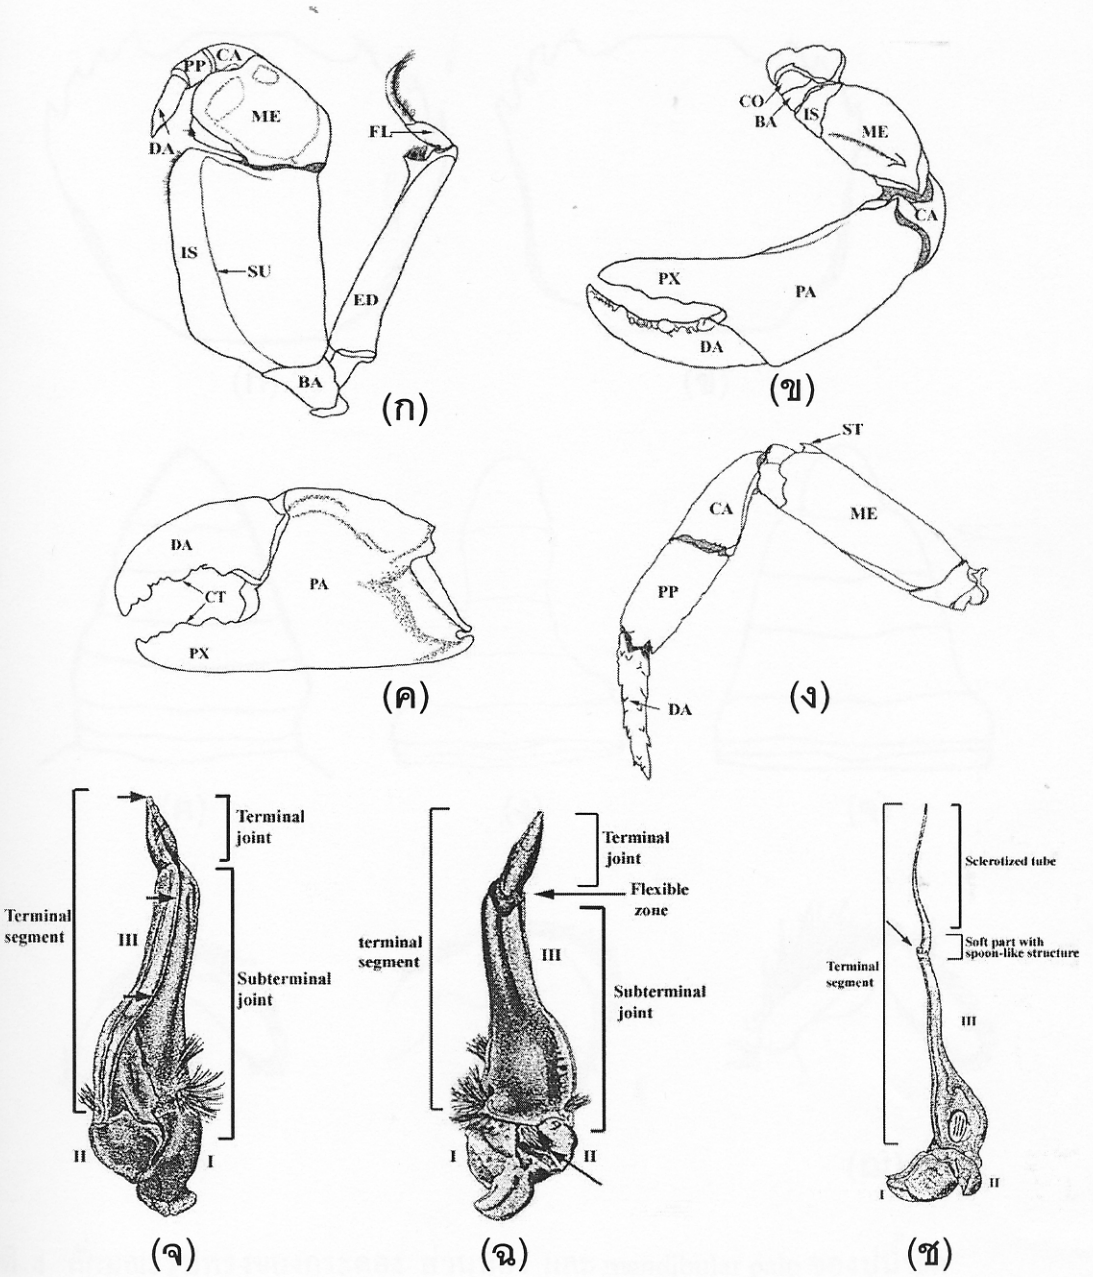 CA
PP
ME
DA
FL
IS
SU
ED
BA
(ก)
CO
BA
IS
ME
CA
PX
PA
DA
(ข)
DA
CT
PA
PX
(ค)
ST
CA
ME
PP
DA
(ง)
Terminal
joint
Terminal
segment
III
Subterminal
joint
II
I
(จ)
Terminal
joint
Flexible
zone
terminal
segment
III
Subterminal
joint
I
II
(ฉ)
Sclerotized tube
Soft part with
spoon-like structure
Terminal
segment
III
I
II
(ช)